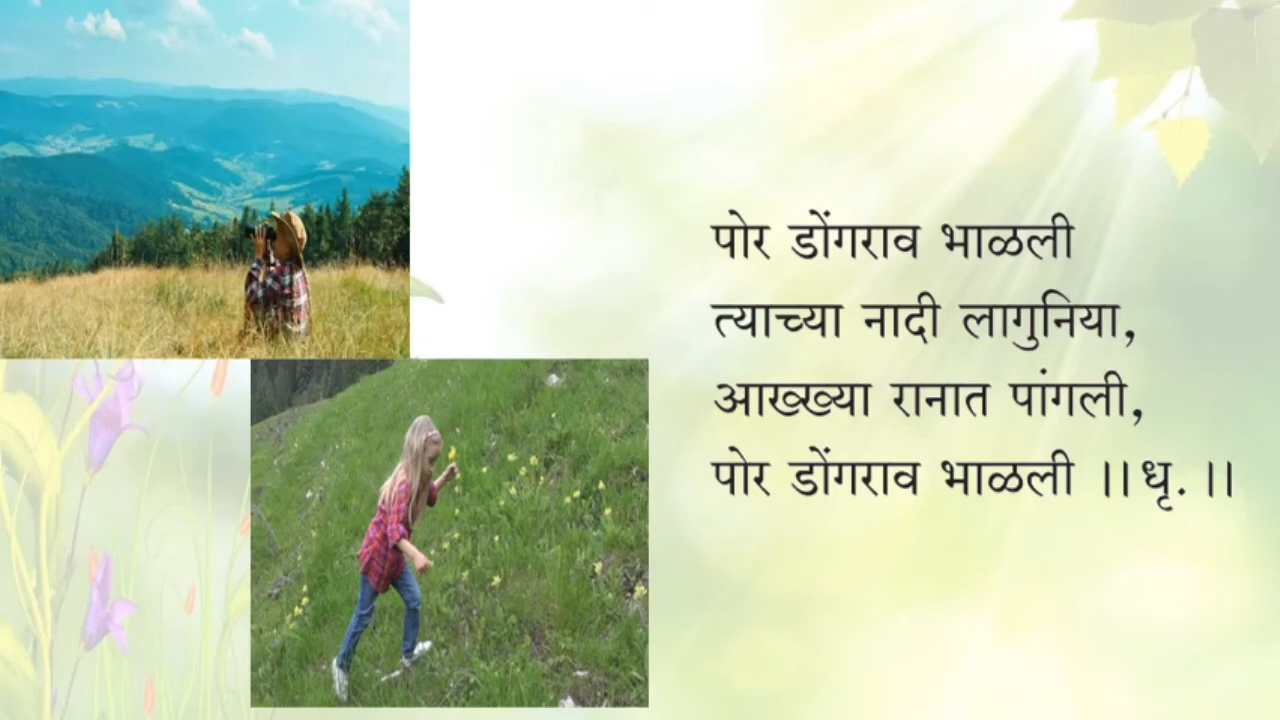 पोर डोंगराव भाळली
त्याच्या नादी लागुनिया,
आख्ख्या रानात पांगली,
पोर डोंगराव भाळली ।। धृ. ।।